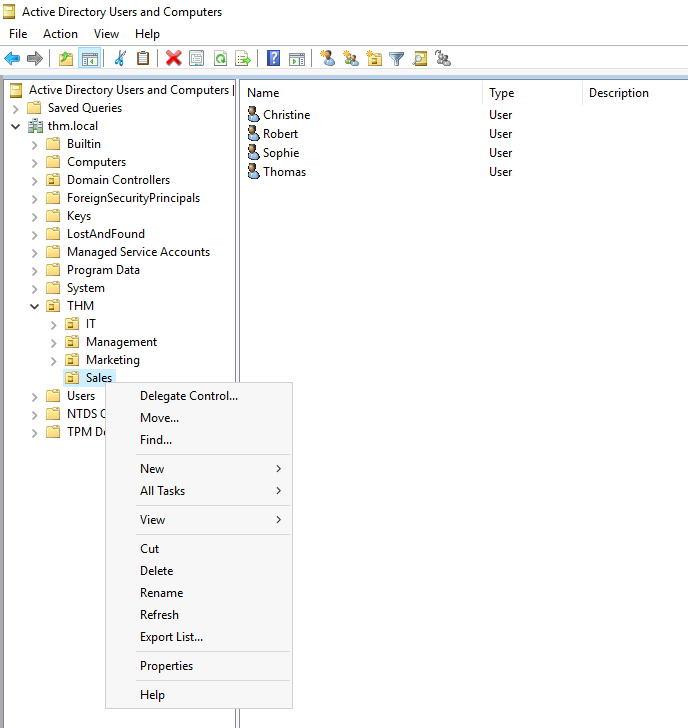 Active Directory Users and Computers
File Action View Help
Active Directory Users and Computers
Saved Queries
thm.local
Builtin
Computers
Domain Controllers
ForeignSecurityPrincipals
Keys
LostAndFound
Managed Service Accounts
Program Data
System
THM
IT
Management
Marketing
Sales
Users
NTDS
TPM
Name Type Description
Christine User
Robert User
Sophie User
Thomas User
Delegate Control...
Move...
Find...
New
All Tasks
View
Cut
Delete
Rename
Refresh
Export List...
Properties
Help